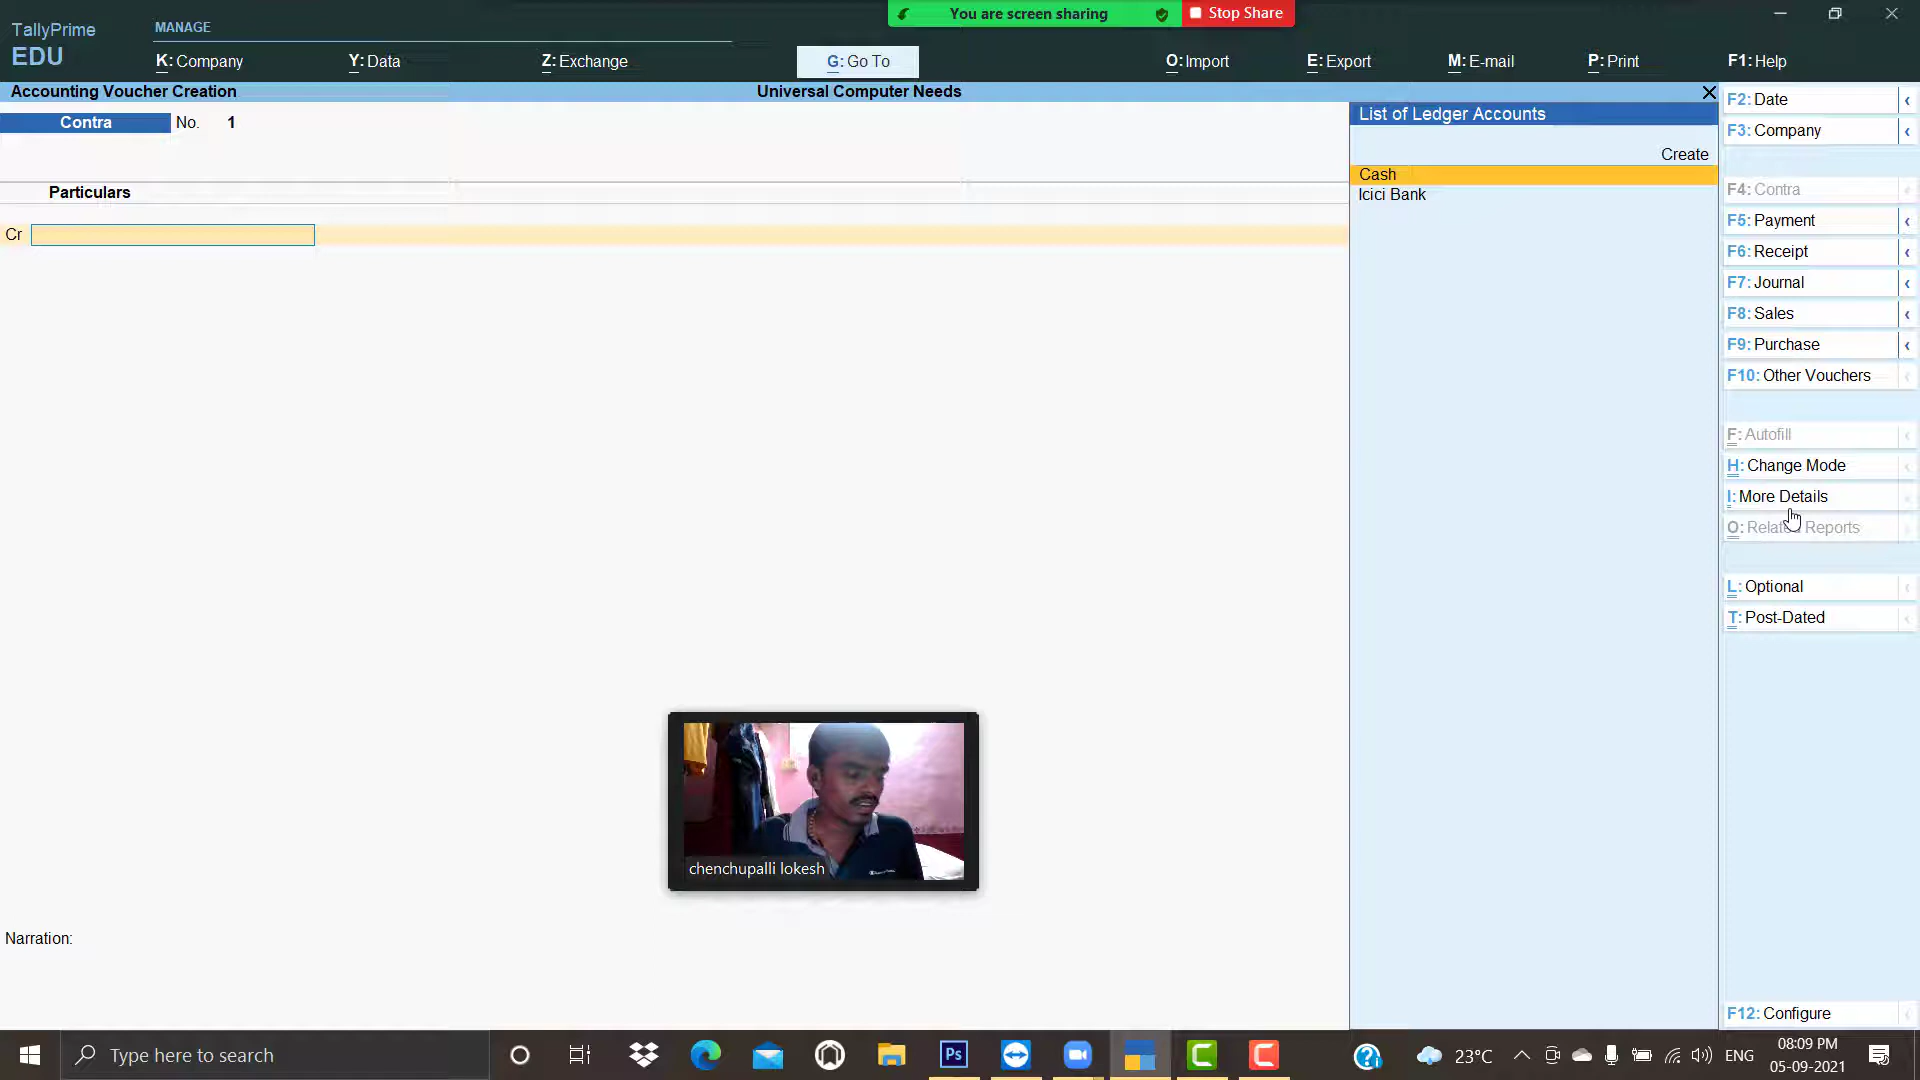 You are screen sharing
Stop Share
TallyPrime
EDU
MANAGE
K: Company
Y: Data
Z: Exchange
G: Go To
O: Import
E: Export
M: E-mail
P: Print
F1: Help
Accounting Voucher Creation
Universal Computer Needs
Contra No. 1
Particulars
Cr
List of Ledger Accounts
Create
Cash
Icici Bank
F2: Date
F3: Company
F4: Contra
F5: Payment
F6: Receipt
F7: Journal
F8: Sales
F9: Purchase
F10: Other Vouchers
F: Autofill
H: Change Mode
I: More Details
O: Related Reports
L: Optional
T: Post-Dated
F12: Configure
chenchupalli lokesh
Narration:
Type here to search
Ps
23°C
ENG
08:09 PM
05-09-2021